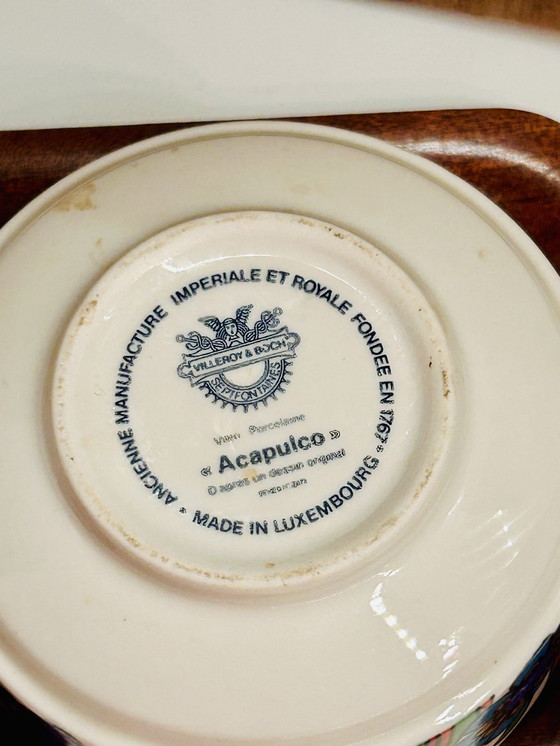 ANCIENNE MANUFACTURE IMPERIALE ET ROYALE FONDEE EN 1767
VILLEROY & BOCH
SEPTFONTAINES
Vitro Porcelaine
« Acapulco »
D'après un dessin original
mexicain
• MADE IN LUXEMBOURG •